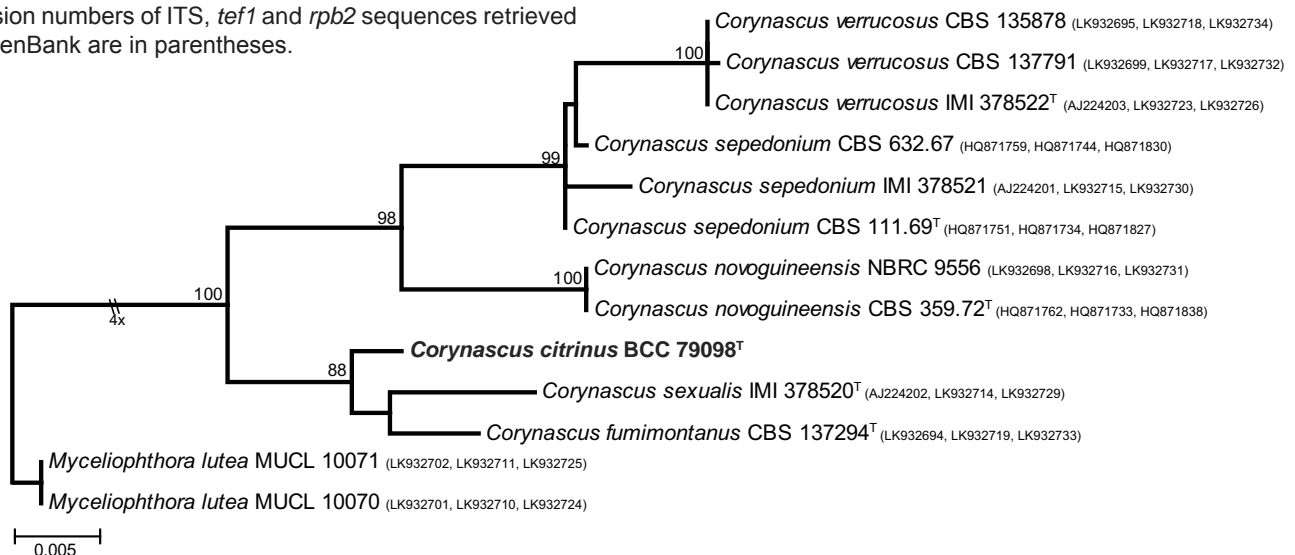 sion numbers of ITS, tef1 and rpb2 sequences retrieved
enBank are in parentheses.
Corynascus verrucosus CBS 135878 (LK932695, LK932718, LK932734)
100
Corynascus verrucosus CBS 137791 (LK932699, LK932717, LK932732)
Corynascus verrucosus IMI 378522ᵀ (AJ224203, LK932723, LK932726)
Corynascus sepedonium CBS 632.67 (HQ871759, HQ871744, HQ871830)
99
Corynascus sepedonium IMI 378521 (AJ224201, LK932715, LK932730)
98
Corynascus sepedonium CBS 111.69ᵀ (HQ871751, HQ871734, HQ871827)
Corynascus novoguineensis NBRC 9556 (LK932698, LK932716, LK932731)
100
100
Corynascus novoguineensis CBS 359.72ᵀ (HQ871762, HQ871733, HQ871838)
4x
Corynascus citrinus BCC 79098ᵀ
88
Corynascus sexualis IMI 378520ᵀ (AJ224202, LK932714, LK932729)
Corynascus fumimontanus CBS 137294ᵀ (LK932694, LK932719, LK932733)
Myceliophthora lutea MUCL 10071 (LK932702, LK932711, LK932725)
Myceliophthora lutea MUCL 10070 (LK932701, LK932710, LK932724)
0.005